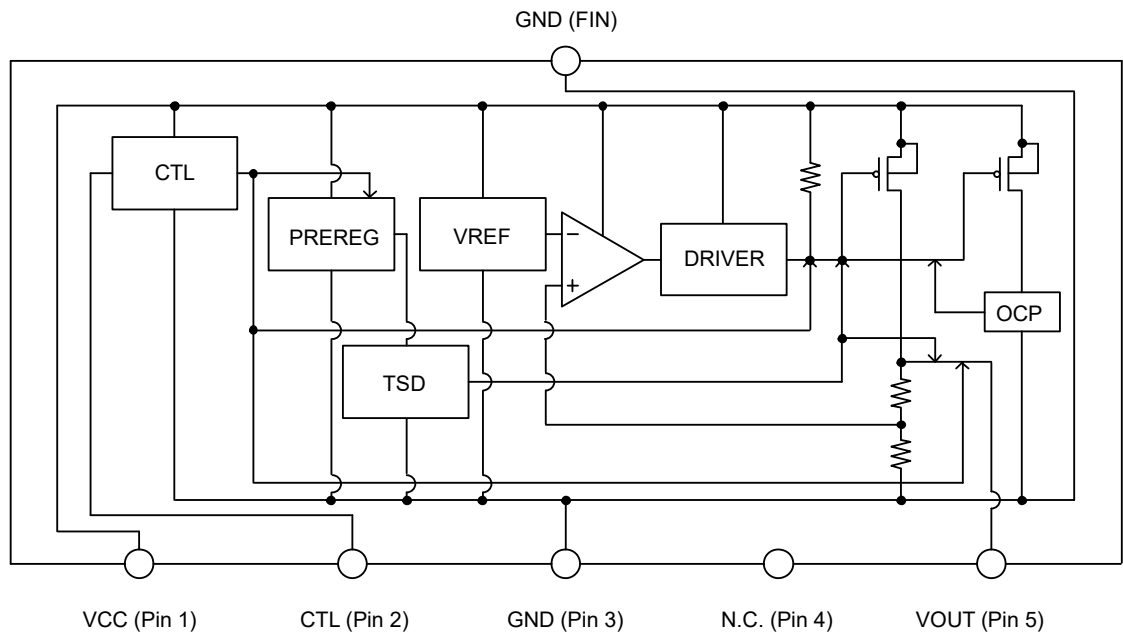 GND (FIN)
CTL
PREREG
VREF
−
+
DRIVER
OCP
TSD
VCC (Pin 1)
CTL (Pin 2)
GND (Pin 3)
N.C. (Pin 4)
VOUT (Pin 5)